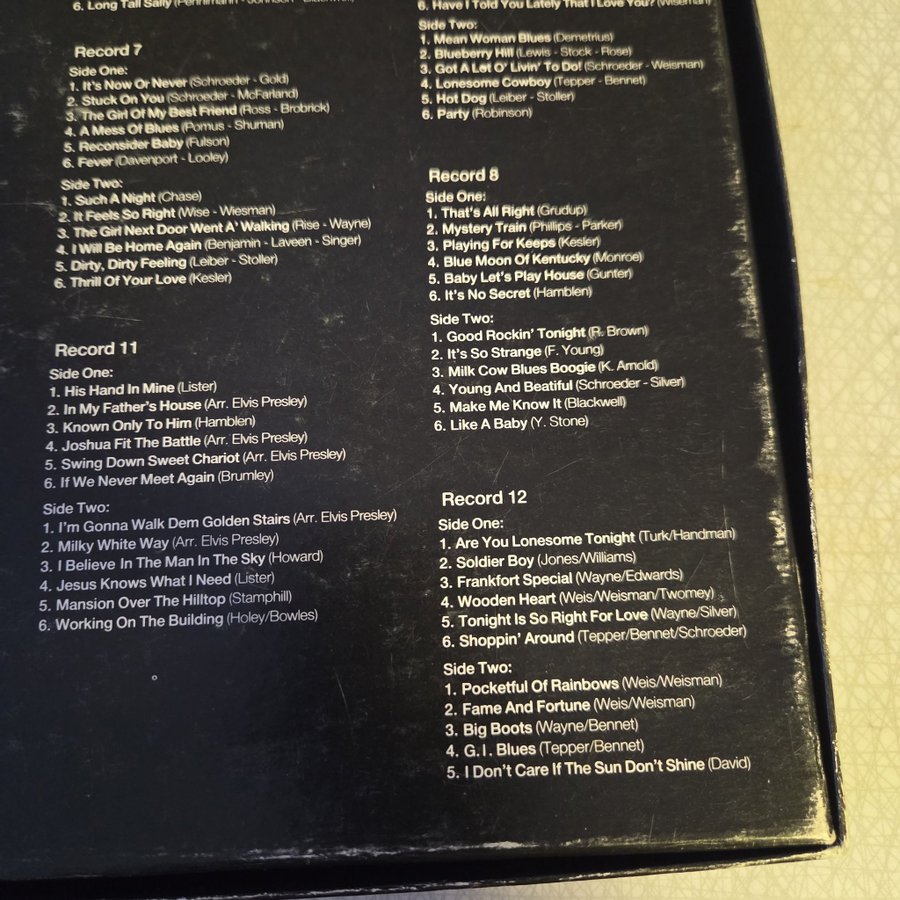 6. Long Tall Sally
Record 7
Side One:
1. It's Now Or Never (Schroeder - Gold)
2. Stuck On You (Schroeder - McFarland)
3. The Girl Of My Best Friend (Ross - Brobrick)
4. A Mess Of Blues (Pomus - Shuman)
5. Reconsider Baby (Fulson)
6. Fever (Davenport - Looley)
Side Two:
1. Such A Night (Chase)
2. It Feels So Right (Wise - Wiesman)
3. The Girl Next Door Went A' Walking (Rise - Wayne)
4. I Will Be Home Again (Benjamin - Laveen - Singer)
5. Dirty, Dirty Feeling (Leiber - Stoller)
6. Thrill Of Your Love (Kesler)
Record 11
Side One:
1. His Hand In Mine (Lister)
2. In My Father's House (Arr. Elvis Presley)
3. Known Only To Him (Hamblen)
4. Joshua Fit The Battle (Arr. Elvis Presley)
5. Swing Down Sweet Chariot (Arr. Elvis Presley)
6. If We Never Meet Again (Brumley)
Side Two:
1. I'm Gonna Walk Dem Golden Stairs (Arr. Elvis Presley)
2. Milky White Way (Arr. Elvis Presley)
3. I Believe In The Man In The Sky (Howard)
4. Jesus Knows What I Need (Lister)
5. Mansion Over The Hilltop (Stamphill)
6. Working On The Building (Holey/Bowles)
6. Have I Told You Lately That I Love You? (Wiseman)
Side Two:
1. Mean Woman Blues (Demetrius)
2. Blueberry Hill (Lewis - Stock - Rose)
3. Got A Lot O' Livin' To Do! (Schroeder - Weisman)
4. Lonesome Cowboy (Tepper - Bennet)
5. Hot Dog (Leiber - Stoller)
6. Party (Robinson)
Record 8
Side One:
1. That's All Right (Grudup)
2. Mystery Train (Phillips - Parker)
3. Playing For Keeps (Kesler)
4. Blue Moon Of Kentucky (Monroe)
5. Baby Let's Play House (Gunter)
6. It's No Secret (Hamblen)
Side Two:
1. Good Rockin' Tonight (R. Brown)
2. It's So Strange (F. Young)
3. Milk Cow Blues Boogie (K. Arnold)
4. Young And Beatiful (Schroeder - Silver)
5. Make Me Know It (Blackwell)
6. Like A Baby (Y. Stone)
Record 12
Side One:
1. Are You Lonesome Tonight (Turk/Handman)
2. Soldier Boy (Jones/Williams)
3. Frankfort Special (Wayne/Edwards)
4. Wooden Heart (Weis/Weisman/Twomey)
5. Tonight Is So Right For Love (Wayne/Silver)
6. Shoppin' Around (Tepper/Bennet/Schroeder)
Side Two:
1. Pocketful Of Rainbows (Weis/Weisman)
2. Fame And Fortune (Weis/Weisman)
3. Big Boots (Wayne/Bennet)
4. G.I. Blues (Tepper/Bennet)
5. I Don't Care If The Sun Don't Shine (David)